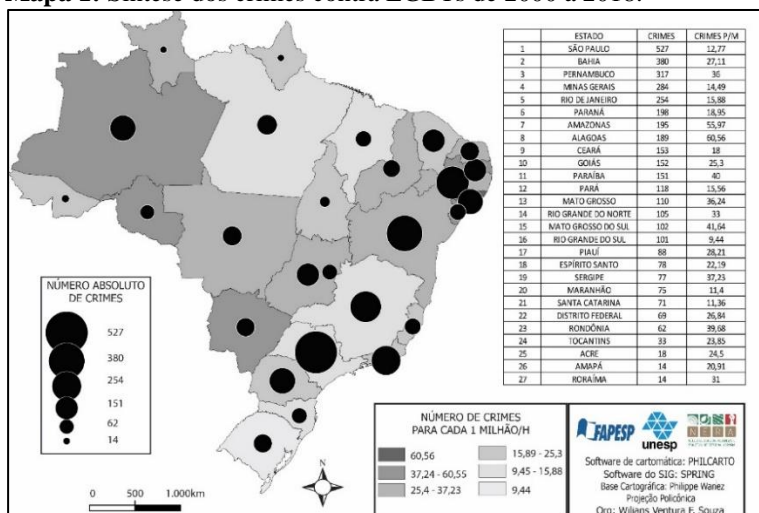 Mapa 2: Síntese dos crimes contra LGBTs de 2000 a 2018.
ESTADO CRIMES CRIMES P/M
1 SÃO PAULO 527 12,77
2 BAHIA 380 27,11
3 PERNAMBUCO 317 36
4 MINAS GERAIS 284 14,49
5 RIO DE JANEIRO 254 15,88
6 PARANÁ 198 18,95
7 AMAZONAS 195 55,97
8 ALAGOAS 189 60,56
9 CEARÁ 153 18
10 GOIÁS 152 25,3
11 PARAÍBA 151 40
12 PARÁ 118 15,56
13 MATO GROSSO 110 36,24
14 RIO GRANDE DO NORTE 105 33
15 MATO GROSSO DO SUL 102 41,64
16 RIO GRANDE DO SUL 101 9,44
17 PIAUÍ 88 28,21
18 ESPÍRITO SANTO 78 22,19
19 SERGIPE 77 37,23
20 MARANHÃO 75 11,4
21 SANTA CATARINA 71 11,36
22 DISTRITO FEDERAL 69 26,84
23 RONDÔNIA 62 39,68
24 TOCANTINS 33 23,85
25 ACRE 18 24,5
26 AMAPÁ 14 20,91
27 RORAÍMA 14 31
NÚMERO ABSOLUTO
DE CRIMES
527
380
254
151
62
14
0 500 1.000km
N
NÚMERO DE CRIMES
PARA CADA 1 MILHÃO/H
60,56 15,89 - 25,3
37,24 - 60,55 9,45 - 15,88
25,4 - 37,23 9,44
FAPESP unesp NERA
Software de cartomática: PHILCARTO
Software do SIG: SPRING
Base Cartográfica: Philippe Wanez
Projeção Policônica
Org: Wilians Ventura F. Souza